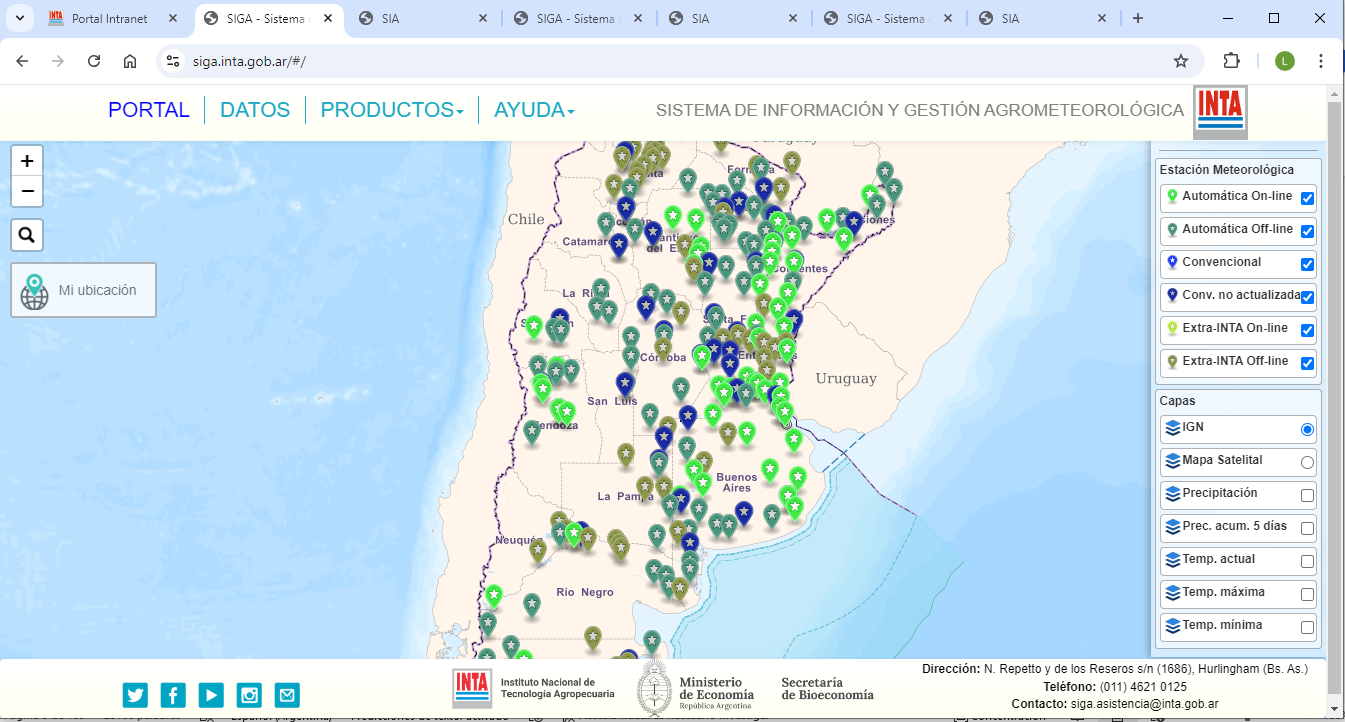 Portal Intranet
SIGA - Sistema
SIA
SIGA - Sistema
SIA
SIGA - Sistema
SIA
siga.inta.gob.ar/#/
L
PORTAL
DATOS
PRODUCTOS
AYUDA
SISTEMA DE INFORMACIÓN Y GESTIÓN AGROMETEOROLÓGICA
INTA
+
−
Mi ubicación
Chile
Catamar
La Ri
Córdoba
San Luis
Mendoza
Uruguay
Buenos
Aires
La Pampa
Neuquén
Río Negro
Estación Meteorológica
Automática On-line
Automática Off-line
Convencional
Conv. no actualizada
Extra-INTA On-line
Extra-INTA Off-line
Capas
IGN
Mapa Satelital
Precipitación
Prec. acum. 5 días
Temp. actual
Temp. máxima
Temp. mínima
INTA
Instituto Nacional de
Tecnología Agropecuaria
Ministerio
de Economía
República Argentina
Secretaría
de Bioeconomía
Dirección: N. Repetto y de los Reseros s/n (1686), Hurlingham (Bs. As.)
Teléfono: (011) 4621 0125
Contacto: siga.asistencia@inta.gob.ar